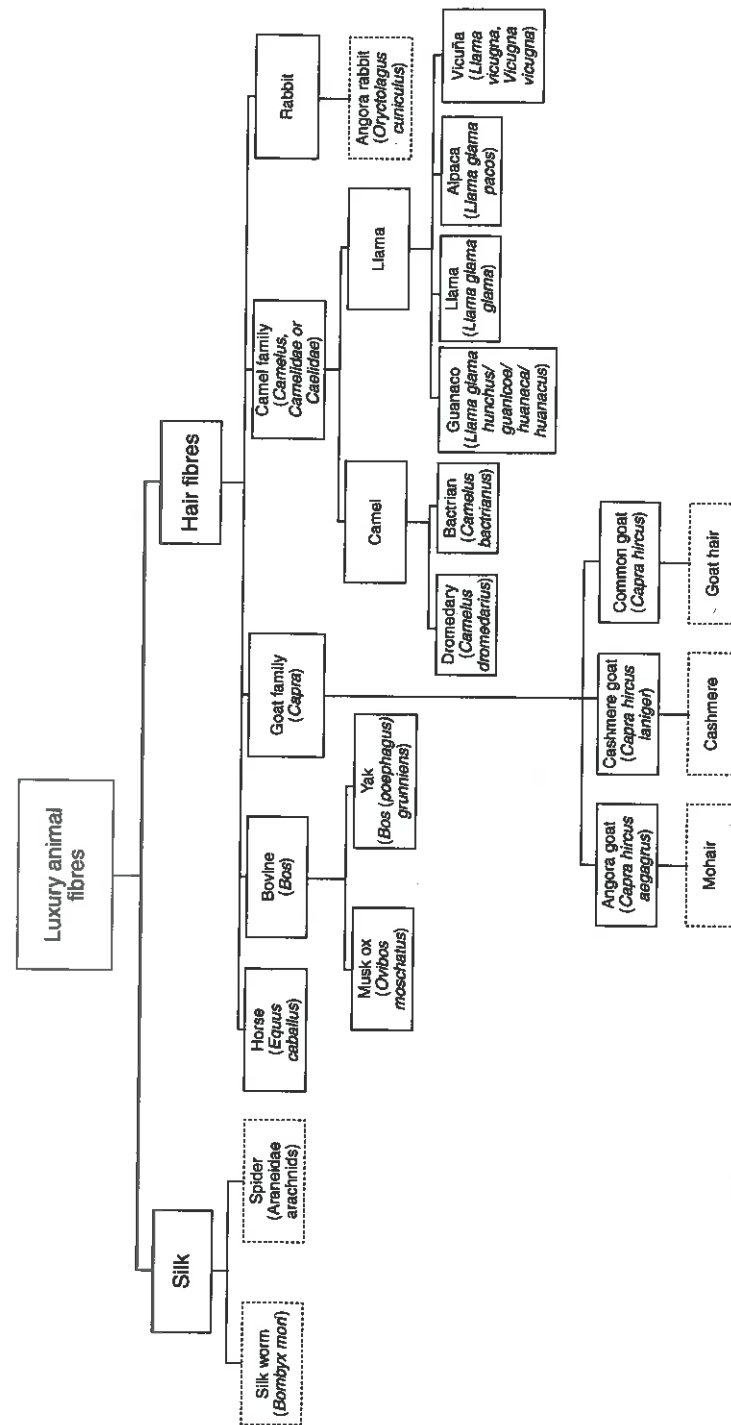 Luxury animal
fibres
Silk
Hair fibres
Silk worm
(Bombyx mori)
Spider
(Araneidae
arachnids)
Horse
(Equus
caballus)
Bovine
(Bos)
Goat family
(Capra)
Camel family
(Camelus,
Camelidae or
Caelidae)
Rabbit
Musk ox
(Ovibos
moschatus)
Yak
(Bos (poephagus)
grunniens)
Camel
Llama
Angora rabbit
(Oryctolagus
cuniculus)
Dromedary
(Camelus
dromedarius)
Bactrian
(Camelus
bactrianus)
Guanaco
(Llama glama
hunchus/
guanicoe/
huanaca/
huanacus)
Llama
(Llama glama
glama)
Alpaca
(Llama glama
pacos)
Vicuña
(Llama
vicugna,
Vicugna
vicugna)
Angora goat
(Capra hircus
aegagrus)
Cashmere goat
(Capra hircus
laniger)
Common goat
(Capra hircus)
Mohair
Cashmere
Goat hair